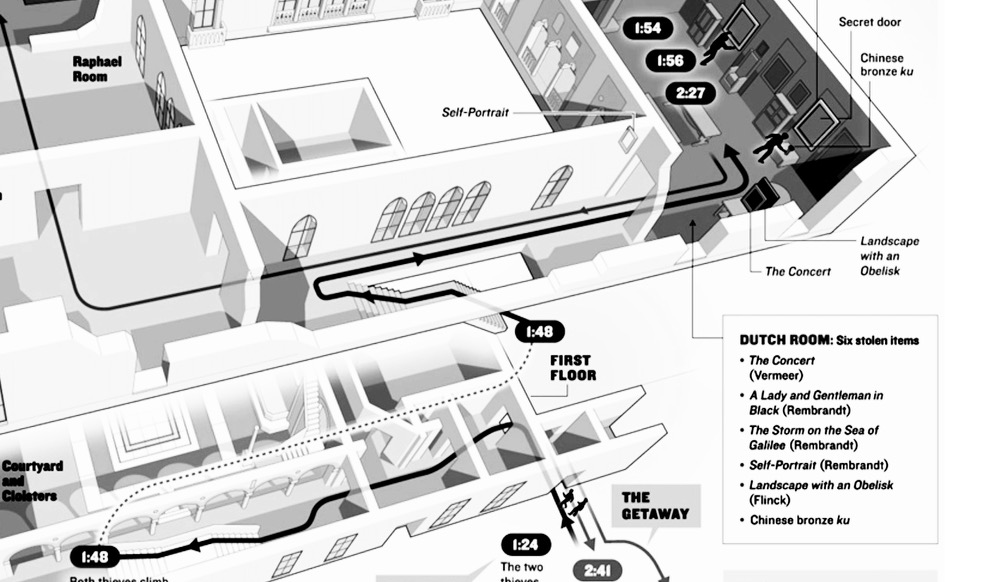 1:54
Secret door
1:56
Chinese
bronze ku
Raphael
Room
2:27
Self-Portrait
Landscape
with an
Obelisk
The Concert
1:48
FIRST
FLOOR
DUTCH ROOM: Six stolen items
• The Concert
(Vermeer)
• A Lady and Gentleman in
Black (Rembrandt)
• The Storm on the Sea of
Galilee (Rembrandt)
• Self-Portrait (Rembrandt)
• Landscape with an Obelisk
(Flinck)
• Chinese bronze ku
Courtyard
and
Cloisters
THE
GETAWAY
1:48
Both thieves climb
1:24
The two
thieves
2:41